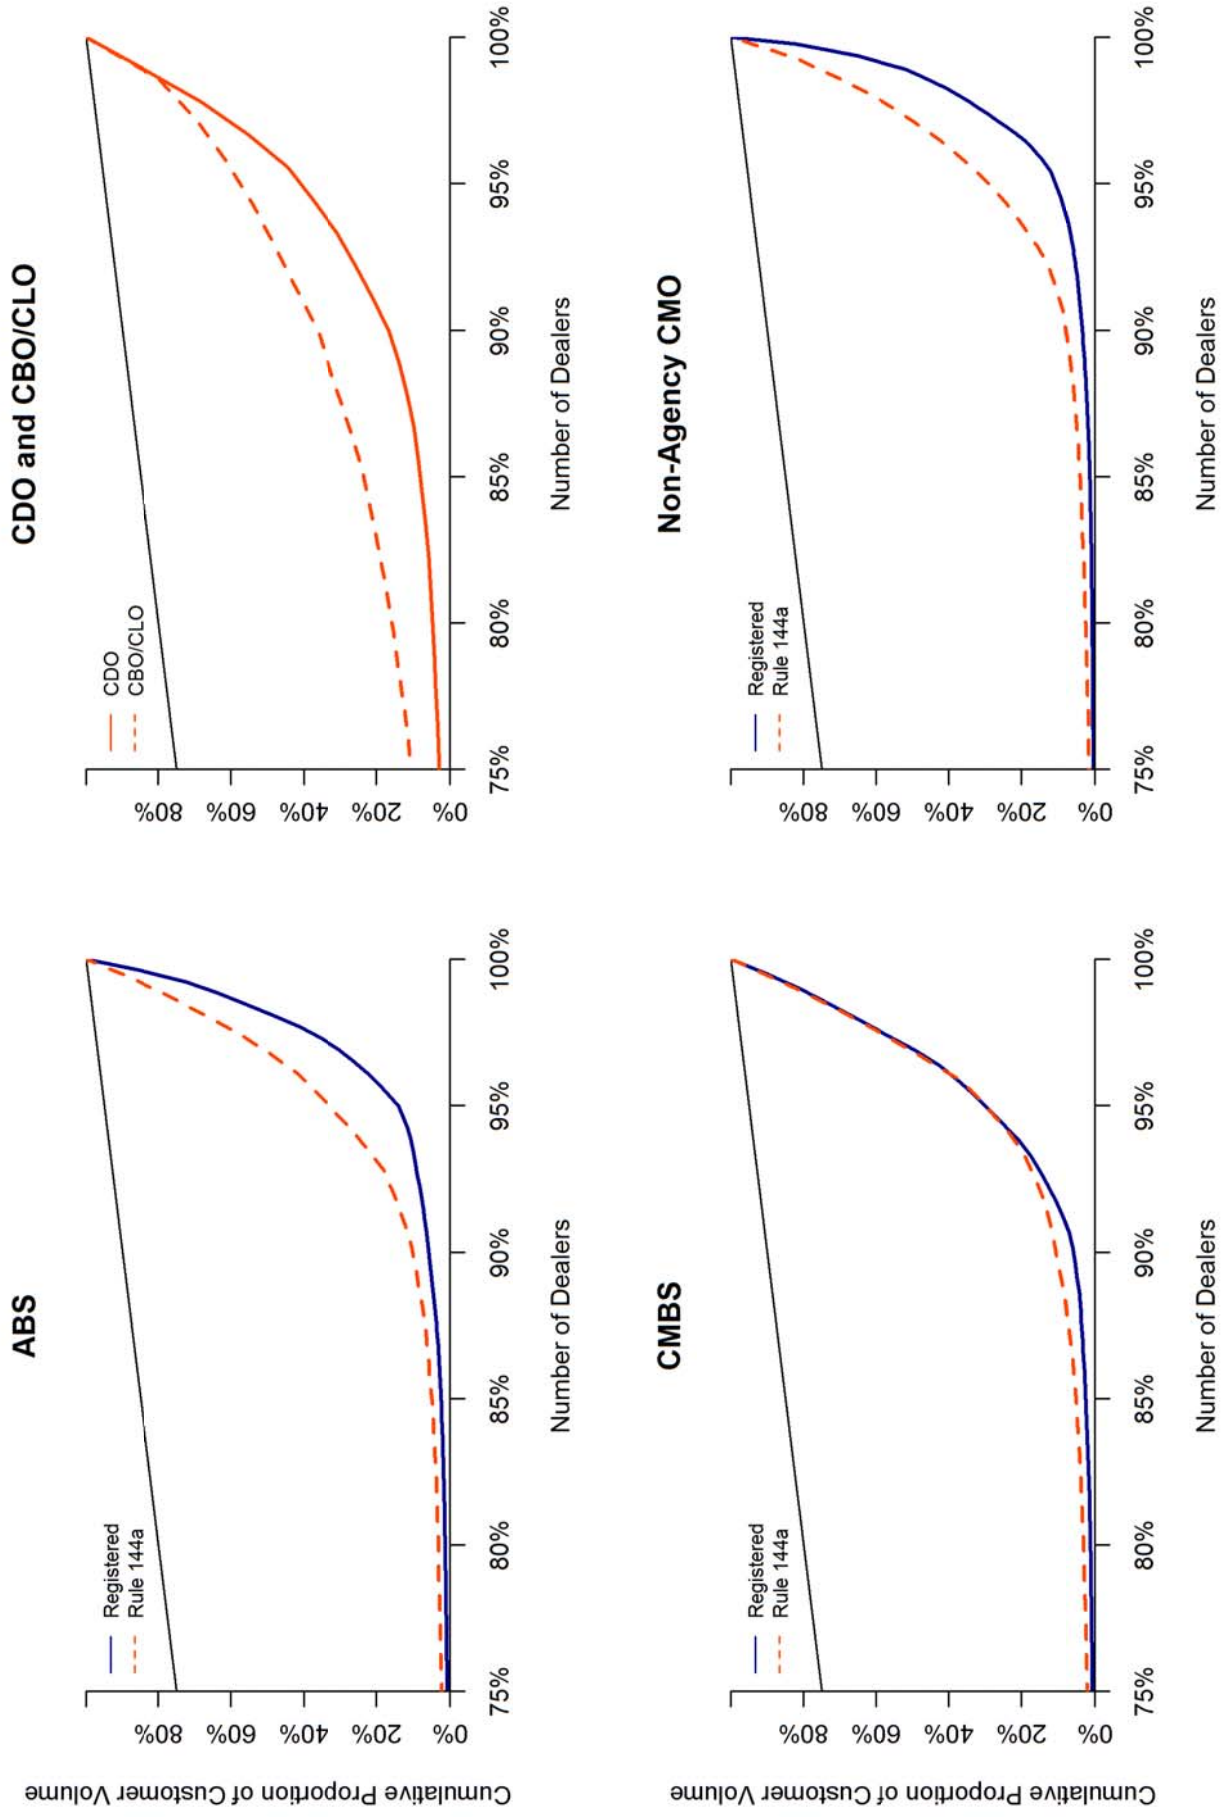 ABS
Cumulative Proportion of Customer Volume
0% 20% 40% 60% 80%
Registered
Rule 144a
75% 80% 85% 90% 95% 100%
Number of Dealers
CDO and CBO/CLO
0% 20% 40% 60% 80%
CDO
CBO/CLO
75% 80% 85% 90% 95% 100%
Number of Dealers
CMBS
Cumulative Proportion of Customer Volume
0% 20% 40% 60% 80%
Registered
Rule 144a
75% 80% 85% 90% 95% 100%
Number of Dealers
Non-Agency CMO
0% 20% 40% 60% 80%
Registered
Rule 144a
75% 80% 85% 90% 95% 100%
Number of Dealers